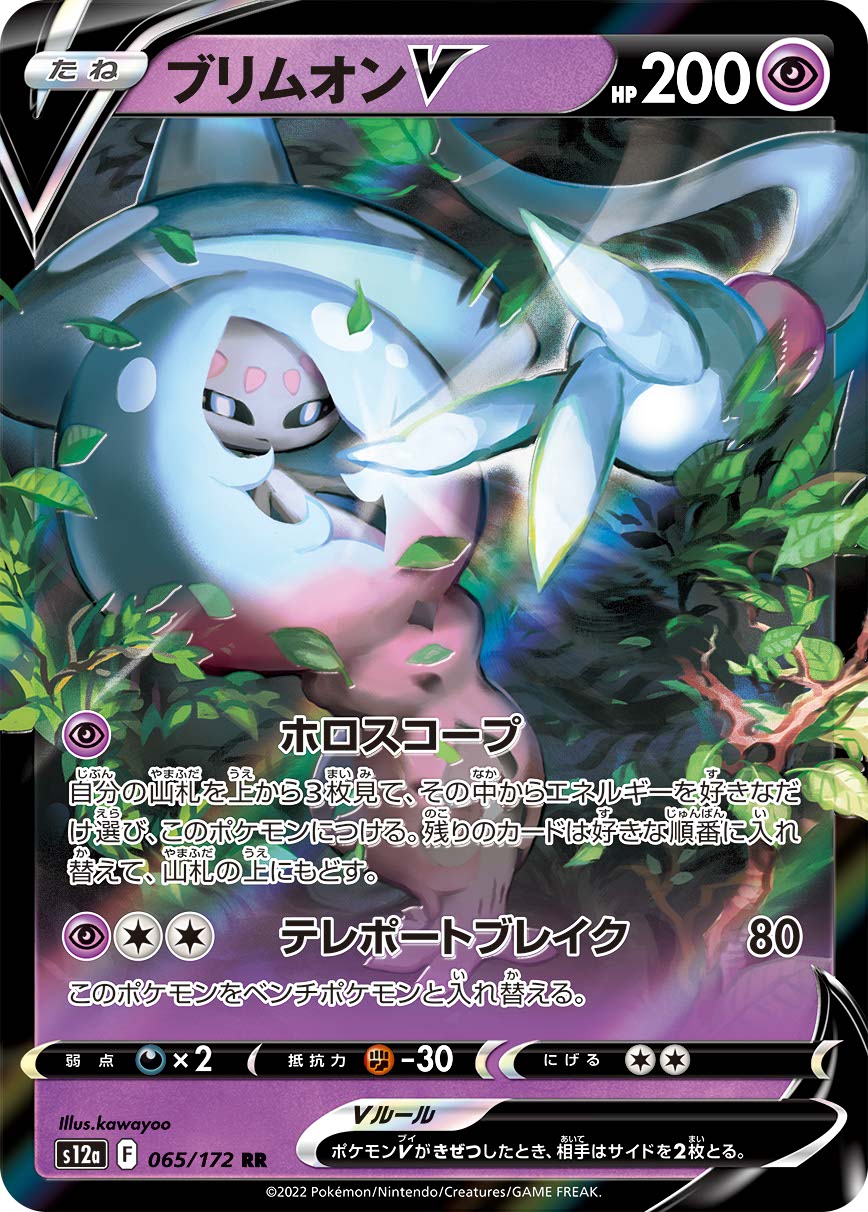 たね ブリムオンV HP200
ホロスコープ
自分の山札を上から3枚見て、その中からエネルギーを好きなだ
け選び、このポケモンにつける。残りのカードは好きな順番に入れ
替えて、山札の上にもどす。
テレポートブレイク 80
このポケモンをベンチポケモンと入れ替える。
弱点 ×2 抵抗力 -30 にげる
Illus.kawayoo
Vルール
ポケモンVがきぜつしたとき、相手はサイドを2枚とる。
s12a F 065/172 RR
©2022 Pokémon/Nintendo/Creatures/GAME FREAK.